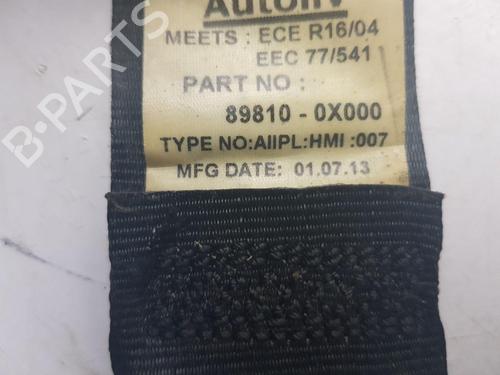 Autoliv
MEETS : ECE R16/04
EEC 77/541
PART NO :
89810 - 0X000
TYPE NO:AIIPL:HMI :007
MFG DATE: 01.07.13